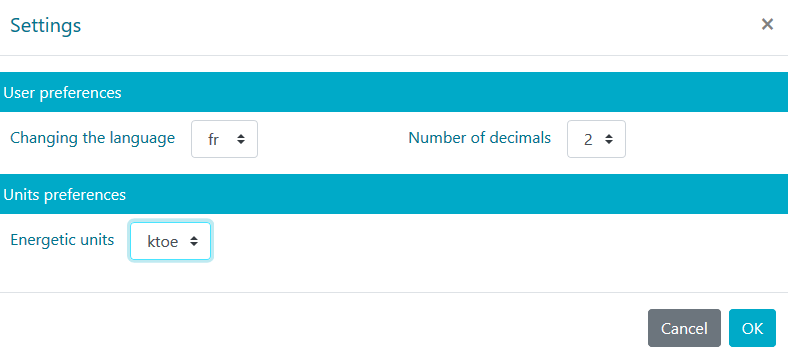 Settings ×
User preferences
Changing the language fr Number of decimals 2
Units preferences
Energetic units ktoe
Cancel OK